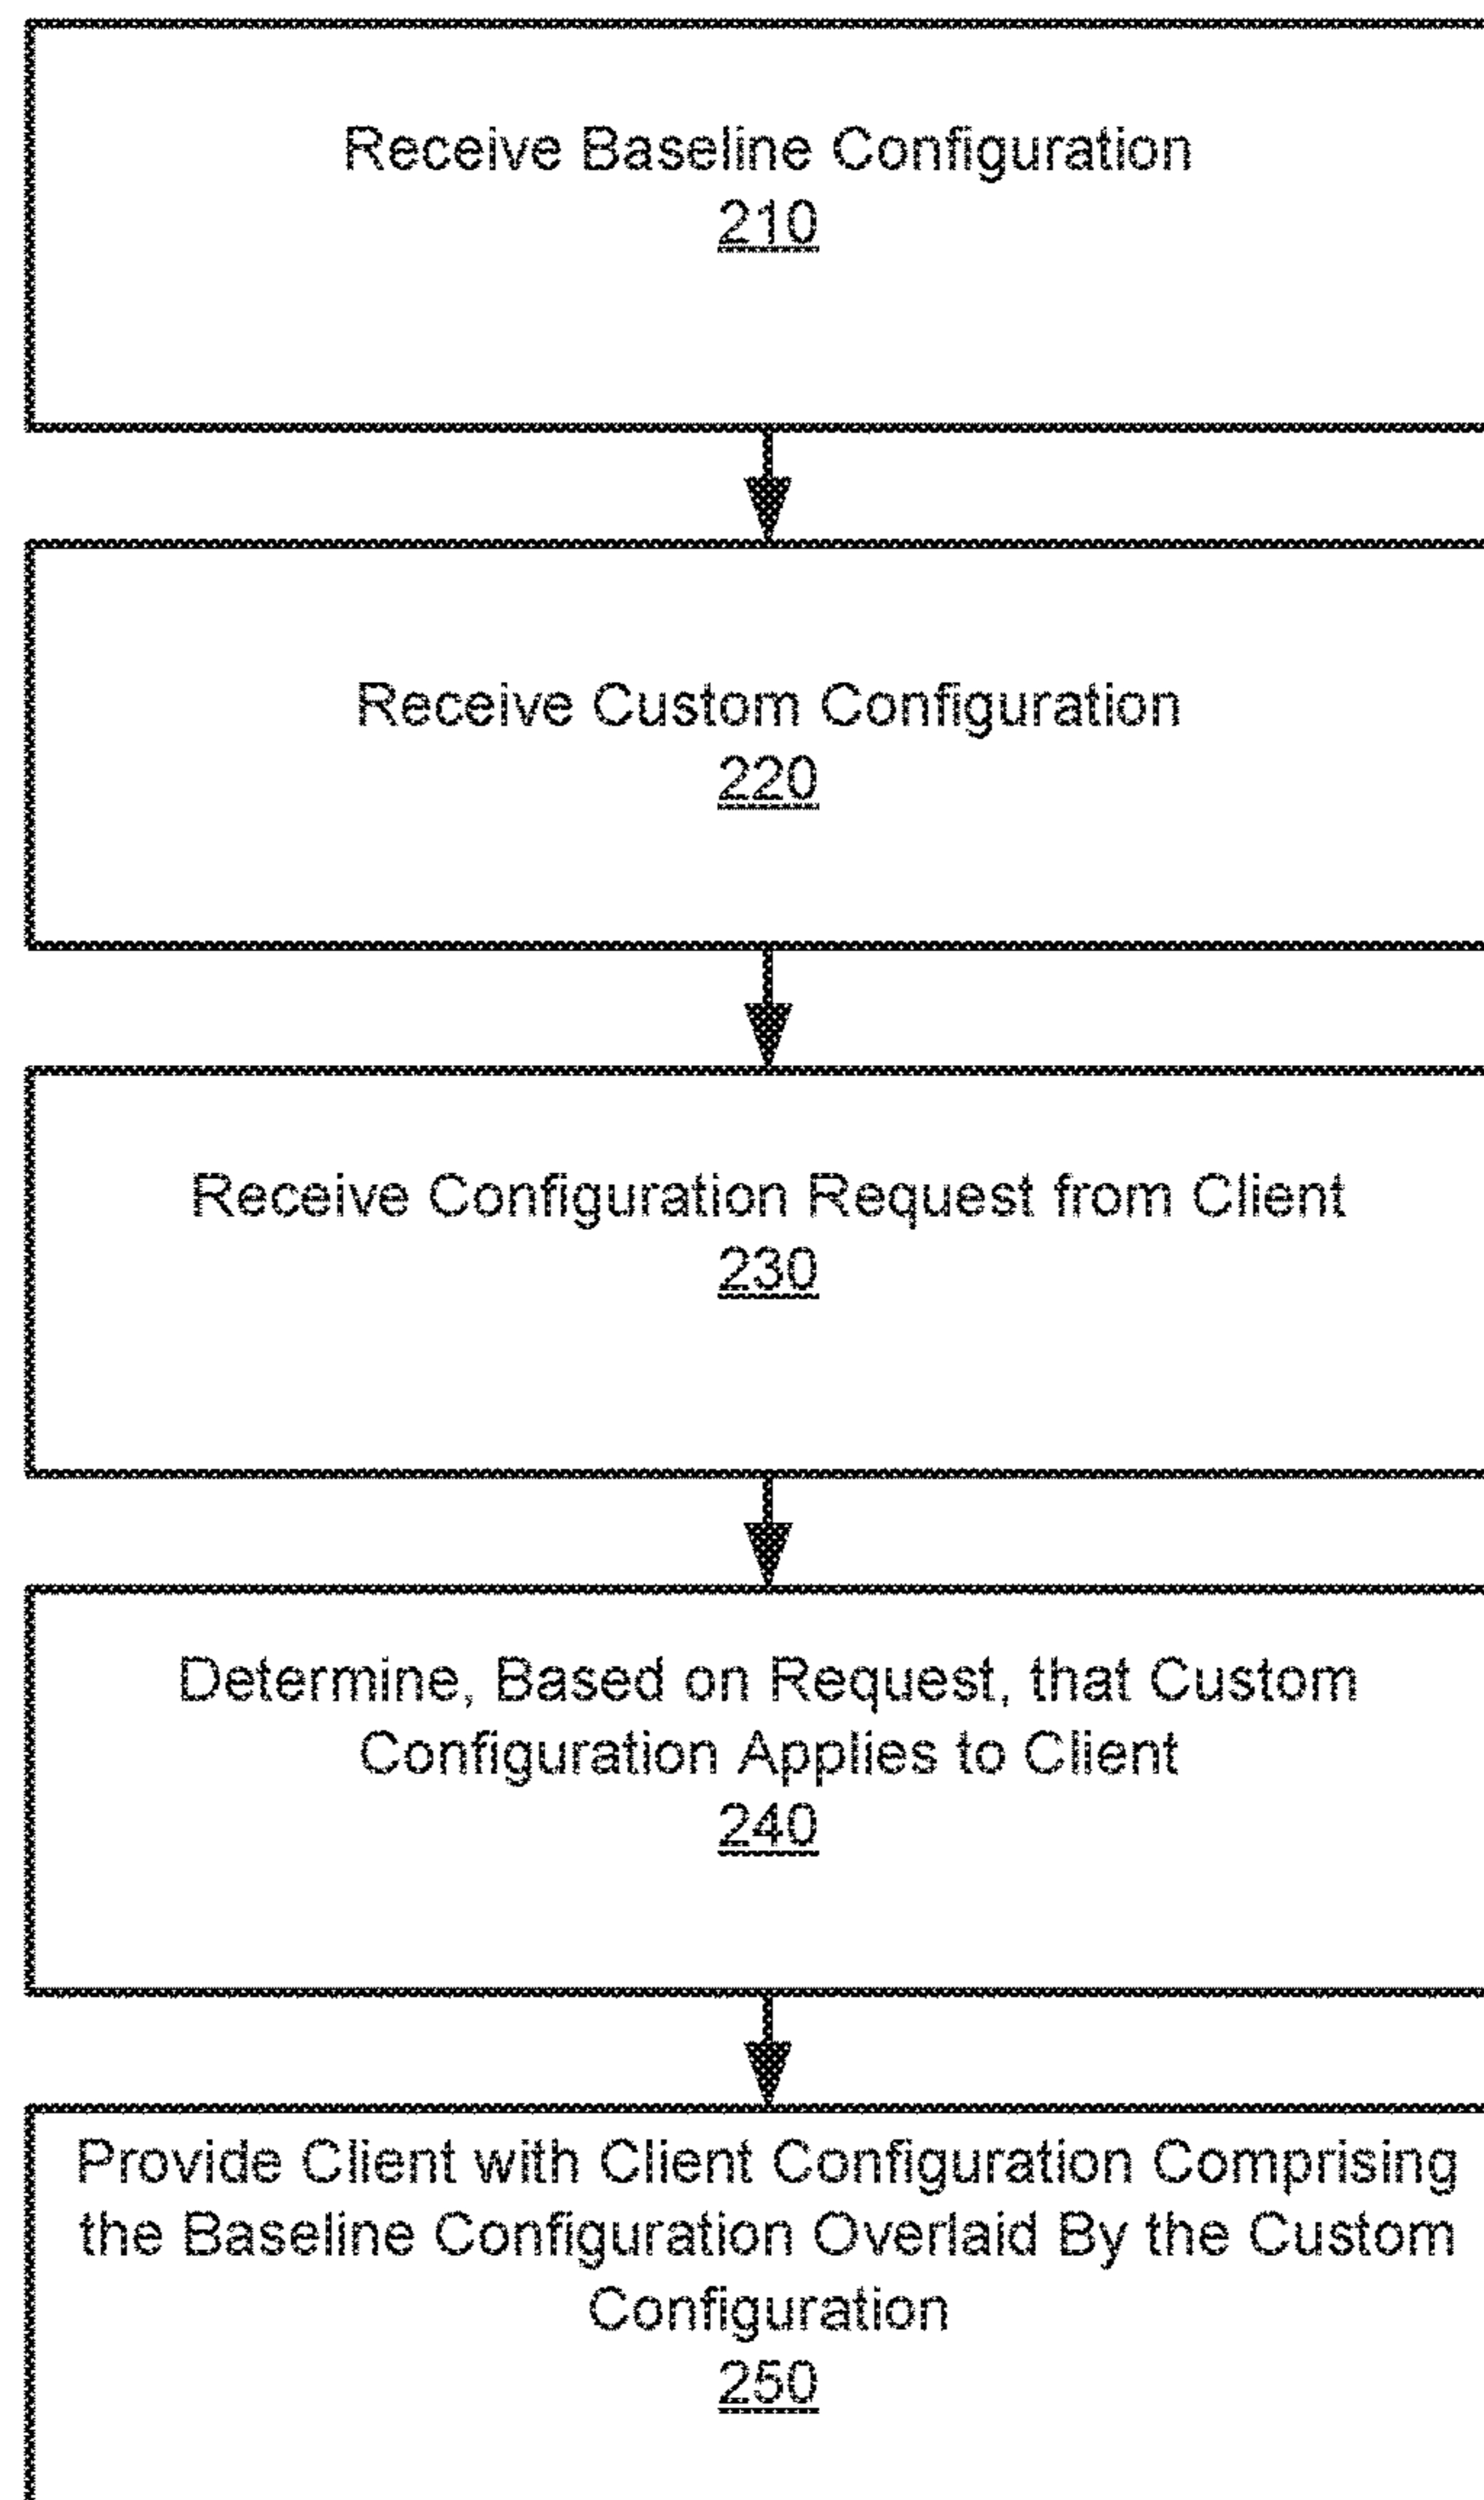 Receive Baseline Configuration
210
Receive Custom Configuration
220
Receive Configuration Request from Client
230
Determine, Based on Request, that Custom
Configuration Applies to Client
240
Provide Client with Client Configuration Comprising
the Baseline Configuration Overlaid By the Custom
Configuration
250